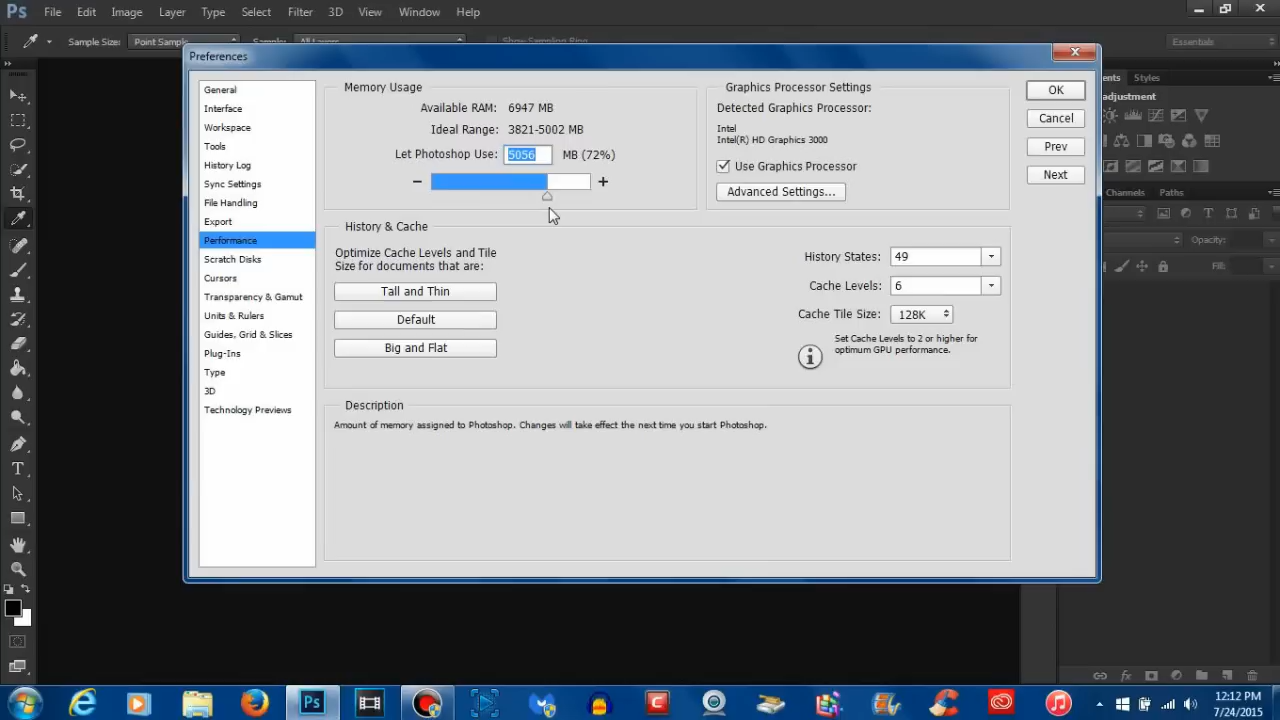 Ps File Edit Image Layer Type Select Filter 3D View Window Help
Sample Size: Point Sample Sample: All Layers Show Sampling Ring Essentials
Preferences
General
Interface
Workspace
Tools
History Log
Sync Settings
File Handling
Export
Performance
Scratch Disks
Cursors
Transparency & Gamut
Units & Rulers
Guides, Grid & Slices
Plug-Ins
Type
3D
Technology Previews
Memory Usage
Available RAM: 6947 MB
Ideal Range: 3821-5002 MB
Let Photoshop Use: 5056 MB (72%)
− +
Graphics Processor Settings
Detected Graphics Processor:
Intel
Intel(R) HD Graphics 3000
Use Graphics Processor
Advanced Settings...
OK
Cancel
Prev
Next
History & Cache
Optimize Cache Levels and Tile
Size for documents that are:
Tall and Thin
Default
Big and Flat
History States: 49
Cache Levels: 6
Cache Tile Size: 128K
Set Cache Levels to 2 or higher for
optimum GPU performance.
Description
Amount of memory assigned to Photoshop. Changes will take effect the next time you start Photoshop.
Styles
adjustment
Channels Paths
Opacity:
Fill:
Ps
12:12 PM
7/24/2015